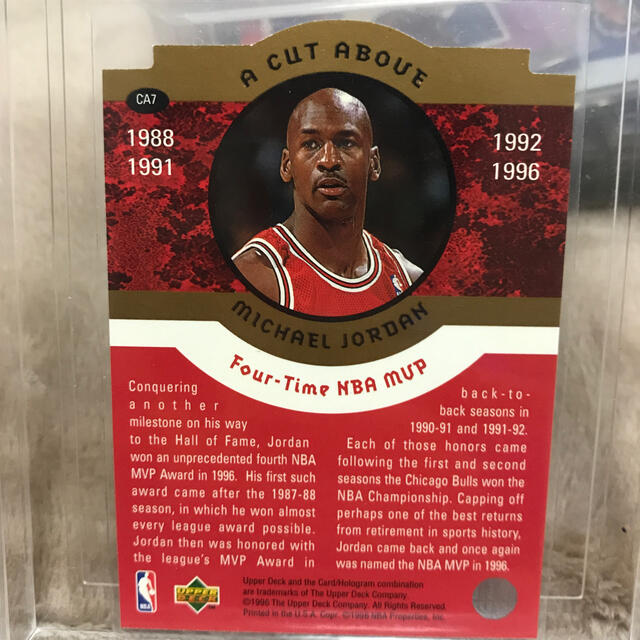 A CUT ABOVE
CA7
1988
1991
1992
1996
MICHAEL JORDAN
Four-Time NBA MVP
Conquering
another
milestone on his way
to the Hall of Fame, Jordan
won an unprecedented fourth NBA
MVP Award in 1996. His first such
award came after the 1987-88
season, in which he won almost
every league award possible.
Jordan then was honored with
the league's MVP Award in
back-to-
back seasons in
1990-91 and 1991-92.
Each of those honors came
following the first and second
seasons the Chicago Bulls won the
NBA Championship. Capping off
perhaps one of the best returns
from retirement in sports history,
Jordan came back and once again
was named the NBA MVP in 1996.
NBA
UPPER
DECK
Upper Deck and the Card/Hologram combination
are trademarks of The Upper Deck Company.
©1996 The Upper Deck Company. All Rights Reserved.
Printed in the U.S.A. Copr. ©1996 NBA Properties, Inc.